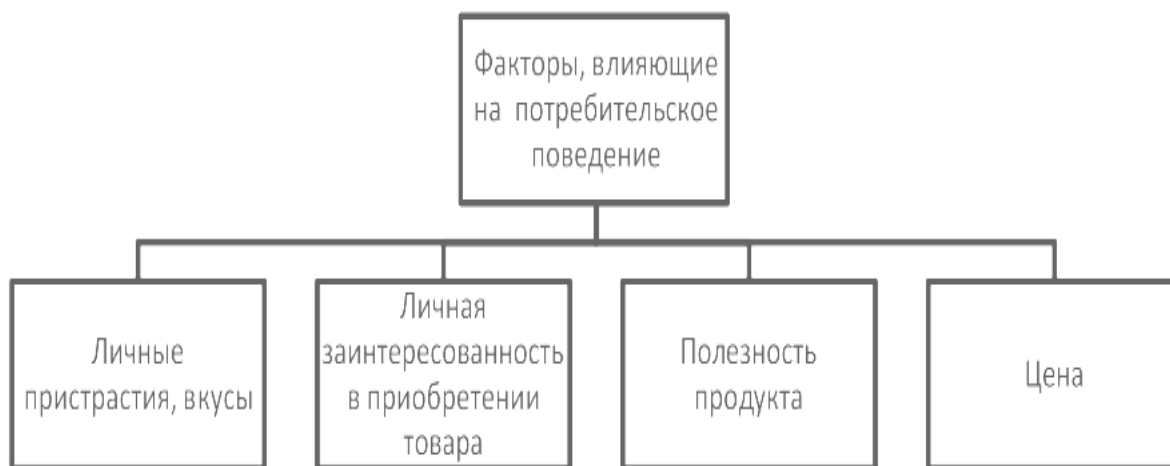 Факторы, влияющие
на потребительское
поведение
Личные
пристрастия, вкусы
Личная
заинтересованность
в приобретении
товара
Полезность
продукта
Цена